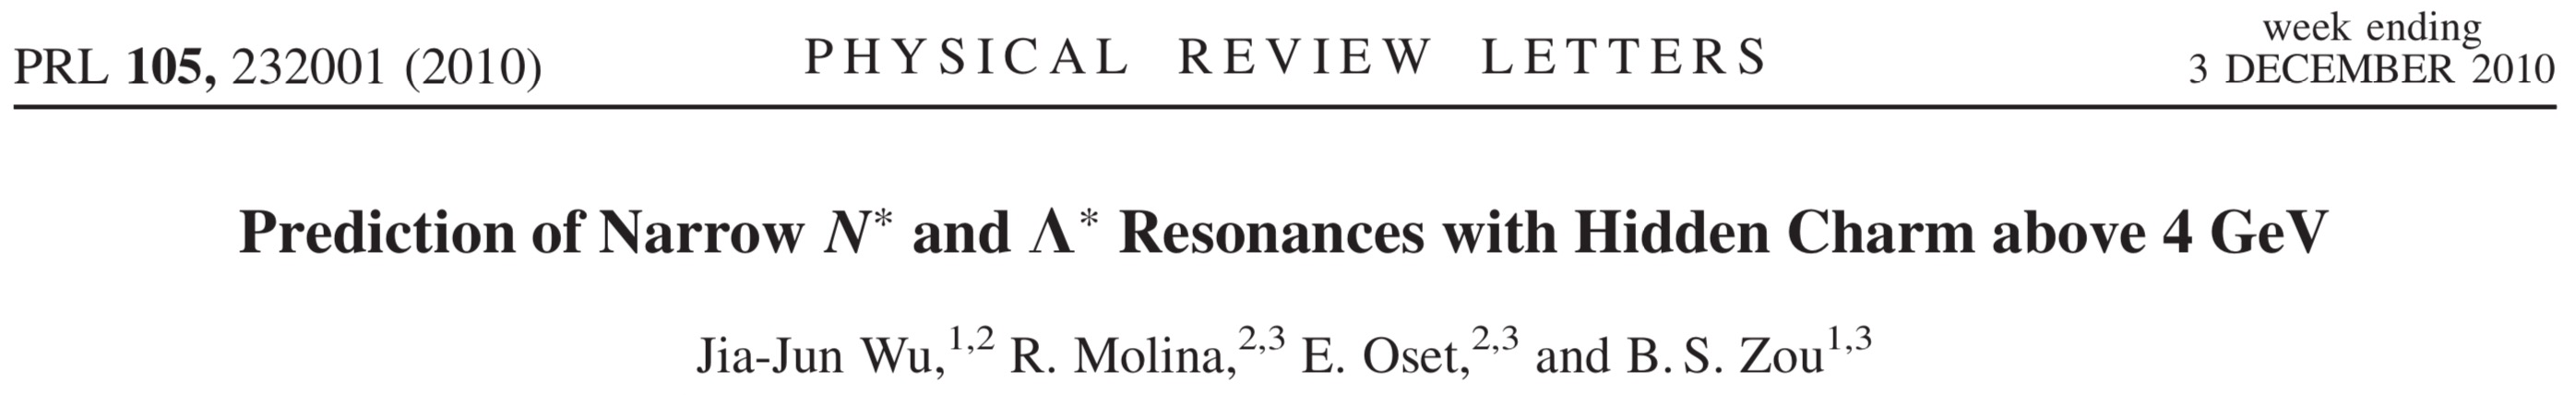 PRL 105, 232001 (2010) PHYSICAL REVIEW LETTERS week ending
3 DECEMBER 2010
Prediction of Narrow N* and Λ* Resonances with Hidden Charm above 4 GeV
Jia-Jun Wu,1,2 R. Molina,2,3 E. Oset,2,3 and B. S. Zou1,3